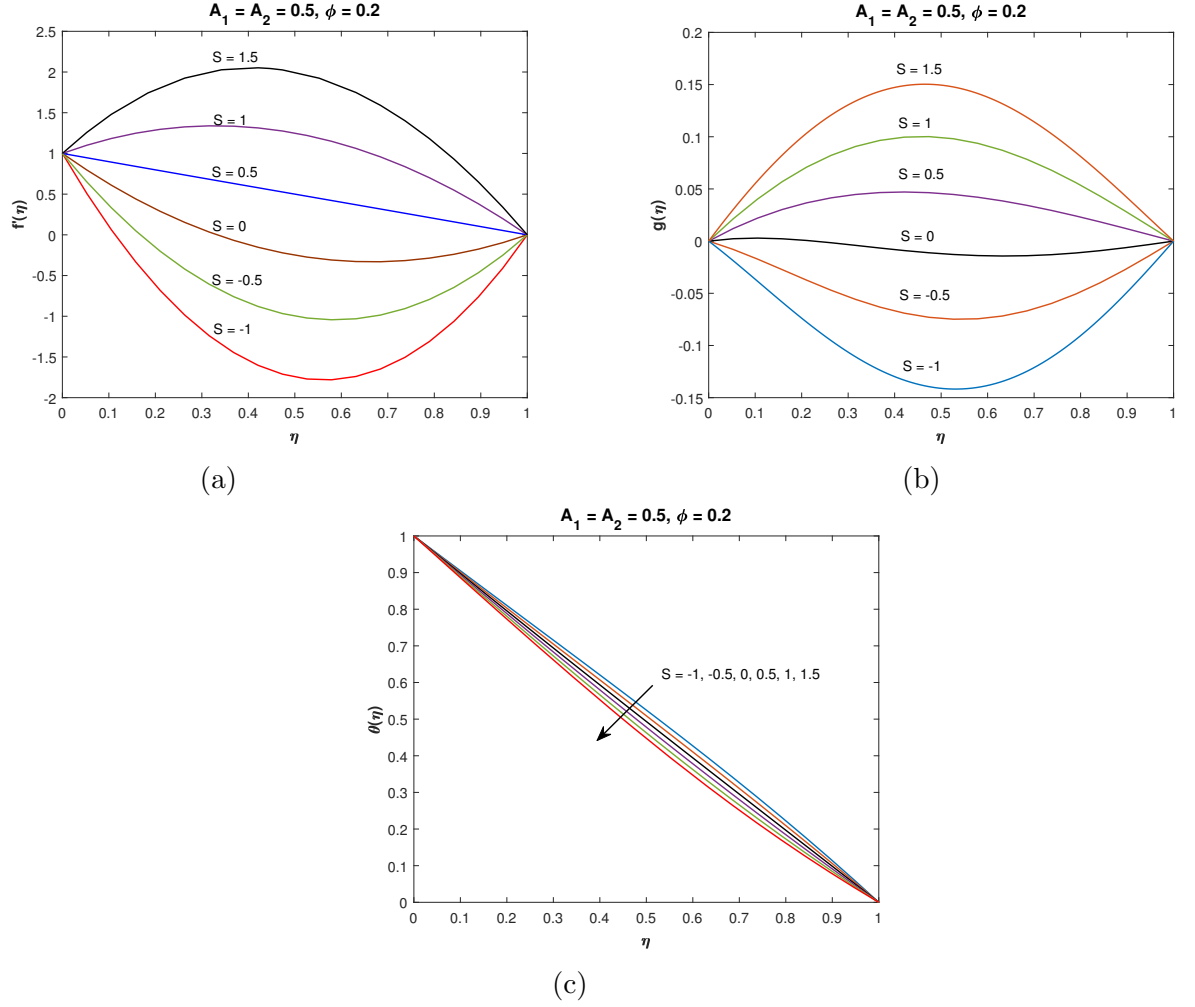 A1 = A2 = 0.5, ϕ = 0.2
2.5
2
1.5
1
0.5
0
-0.5
-1
-1.5
-2
f'(η)
S = 1.5
S = 1
S = 0.5
S = 0
S = -0.5
S = -1
0 0.1 0.2 0.3 0.4 0.5 0.6 0.7 0.8 0.9 1
η
(a)
A1 = A2 = 0.5, ϕ = 0.2
0.2
0.15
0.1
0.05
0
-0.05
-0.1
-0.15
g(η)
S = 1.5
S = 1
S = 0.5
S = 0
S = -0.5
S = -1
0 0.1 0.2 0.3 0.4 0.5 0.6 0.7 0.8 0.9 1
η
(b)
A1 = A2 = 0.5, ϕ = 0.2
1
0.9
0.8
0.7
0.6
0.5
0.4
0.3
0.2
0.1
0
θ(η)
S = -1, -0.5, 0, 0.5, 1, 1.5
0 0.1 0.2 0.3 0.4 0.5 0.6 0.7 0.8 0.9 1
η
(c)